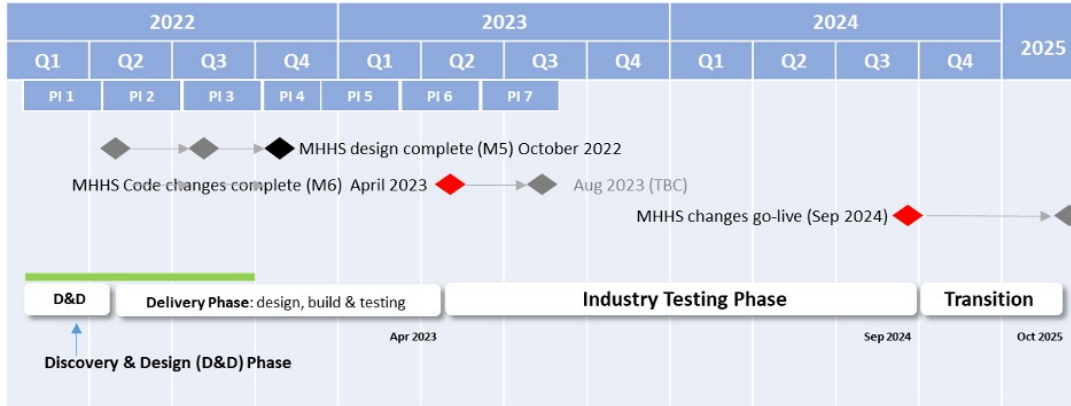 2022 2023 2024 2025
Q1 Q2 Q3 Q4 Q1 Q2 Q3 Q4 Q1 Q2 Q3 Q4
PI 1 PI 2 PI 3 PI 4 PI 5 PI 6 PI 7
MHHS design complete (M5) October 2022
MHHS Code changes complete (M6) April 2023 Aug 2023 (TBC)
MHHS changes go-live (Sep 2024)
D&D Delivery Phase: design, build & testing Industry Testing Phase Transition
Apr 2023 Sep 2024 Oct 2025
Discovery & Design (D&D) Phase